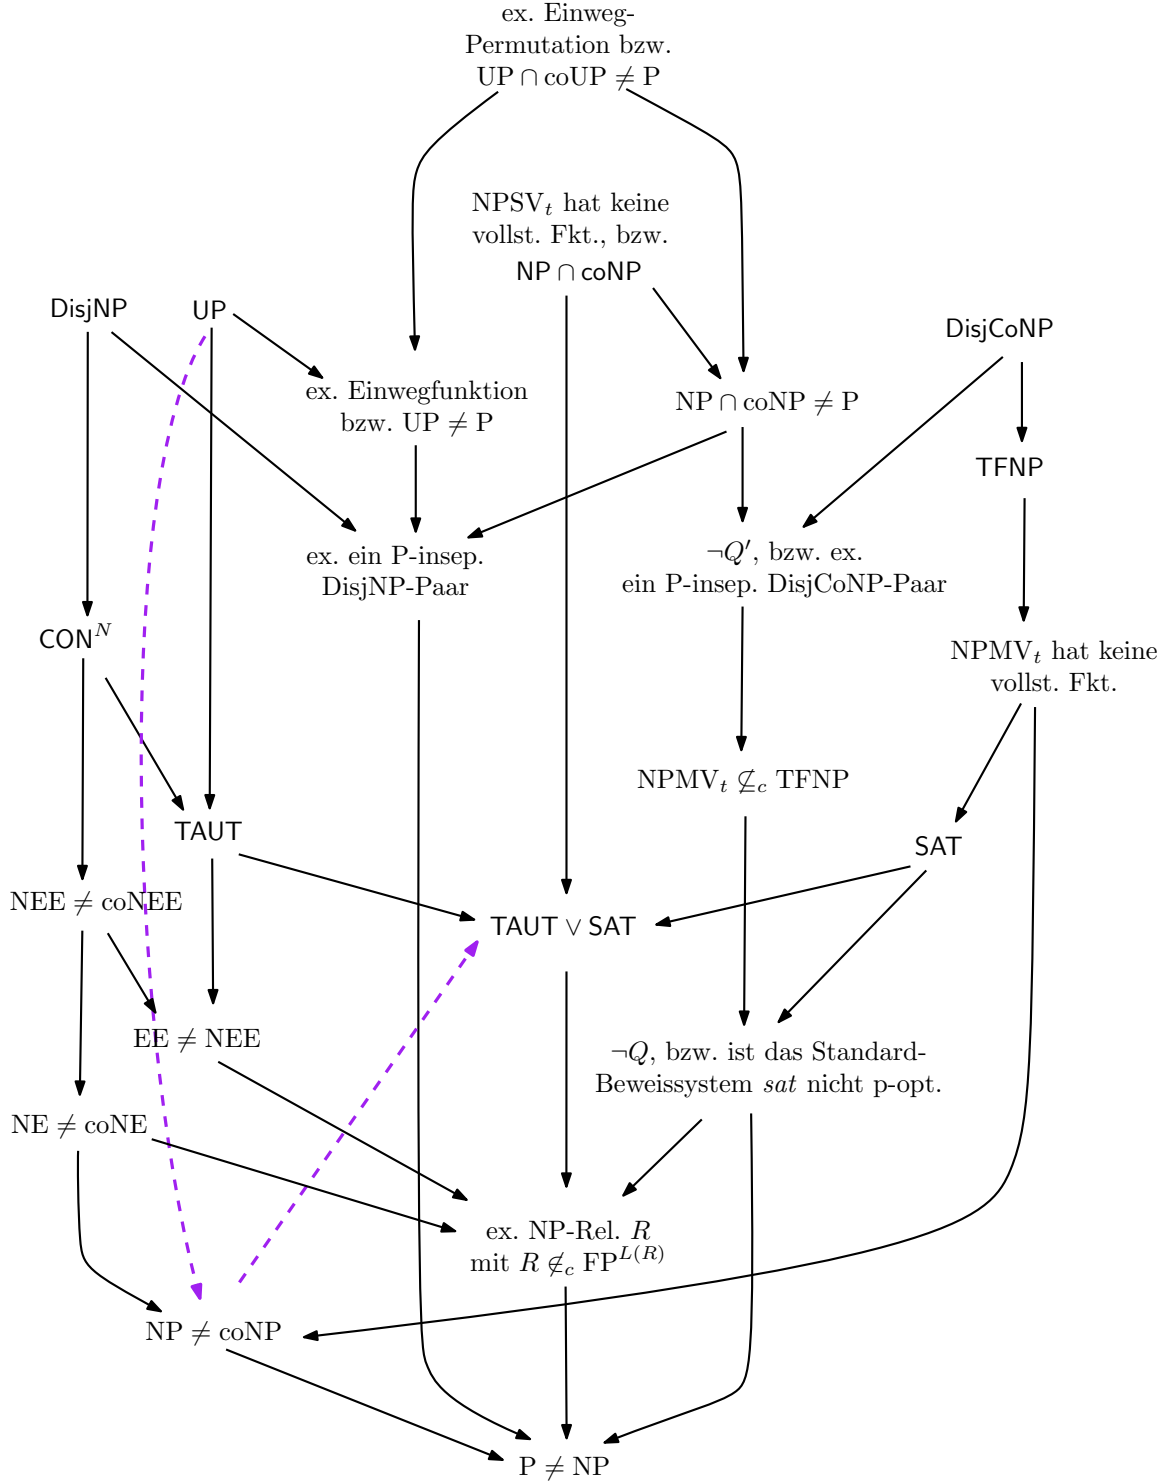 ex. Einweg-
Permutation bzw.
UP ∩ coUP ≠ P
NPSVₜ hat keine
vollst. Fkt., bzw.
NP ∩ coNP
DisjNP
UP
DisjCoNP
ex. Einwegfunktion
bzw. UP ≠ P
NP ∩ coNP ≠ P
TFNP
ex. ein P-insep.
DisjNP-Paar
¬Q′, bzw. ex.
ein P-insep. DisjCoNP-Paar
CON^N
NPMVₜ hat keine
vollst. Fkt.
NPMVₜ ⊈_c TFNP
TAUT
SAT
NEE ≠ coNEE
TAUT ∨ SAT
EE ≠ NEE
¬Q, bzw. ist das Standard-
Beweissystem sat nicht p-opt.
NE ≠ coNE
ex. NP-Rel. R
mit R ∉_c FP^{L(R)}
NP ≠ coNP
P ≠ NP